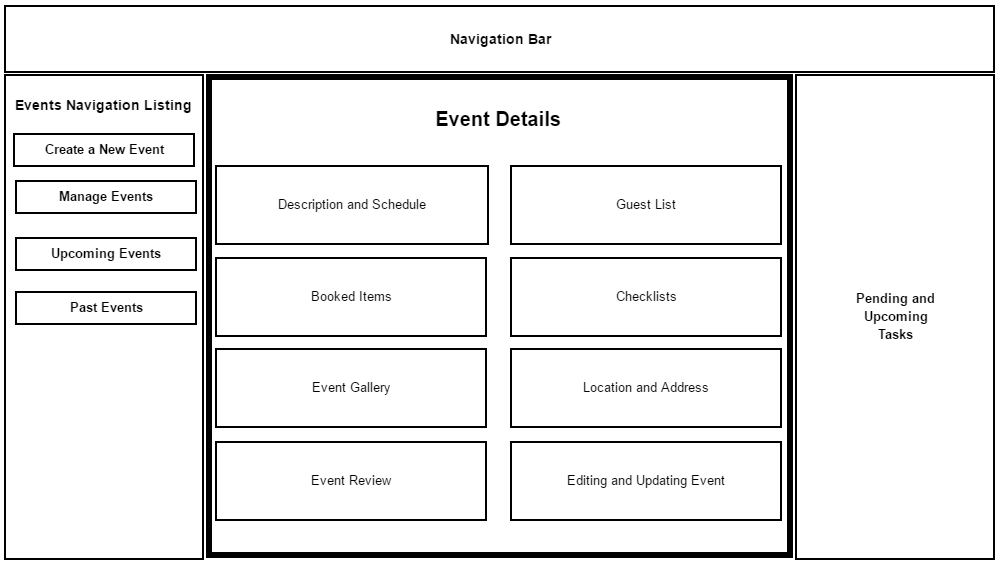 Navigation Bar
Events Navigation Listing
Create a New Event
Manage Events
Upcoming Events
Past Events
Event Details
Description and Schedule
Guest List
Booked Items
Checklists
Event Gallery
Location and Address
Event Review
Editing and Updating Event
Pending and
Upcoming
Tasks